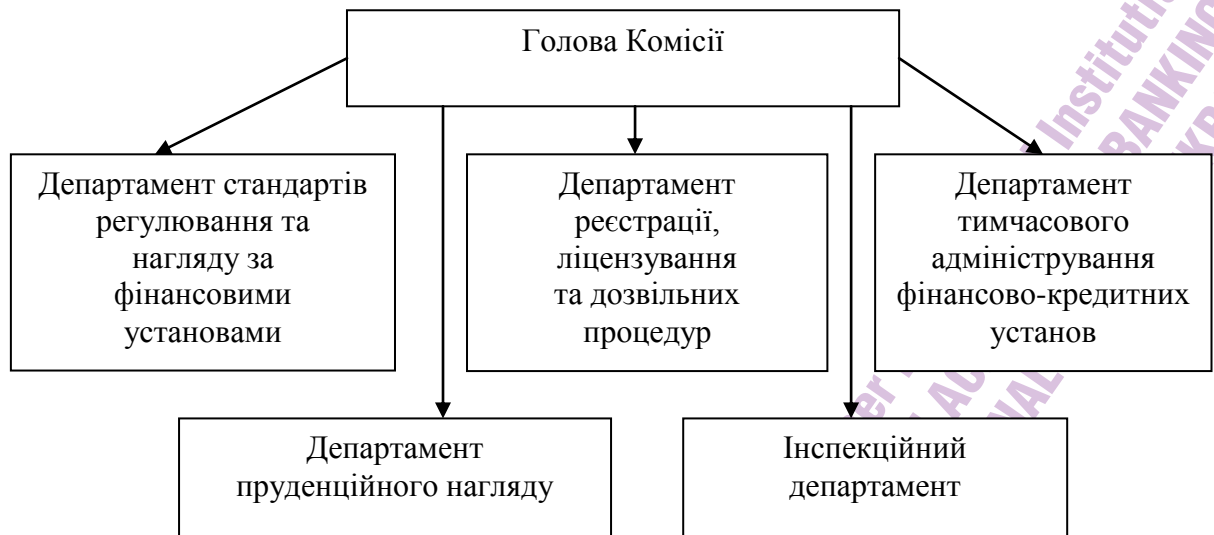 Голова Комісії
Департамент стандартів
регулювання та
нагляду за
фінансовими
установами
Департамент
реєстрації,
ліцензування
та дозвільних
процедур
Департамент
тимчасового
адміністрування
фінансово-кредитних
установ
Департамент
пруденційного нагляду
Інспекційний
департамент